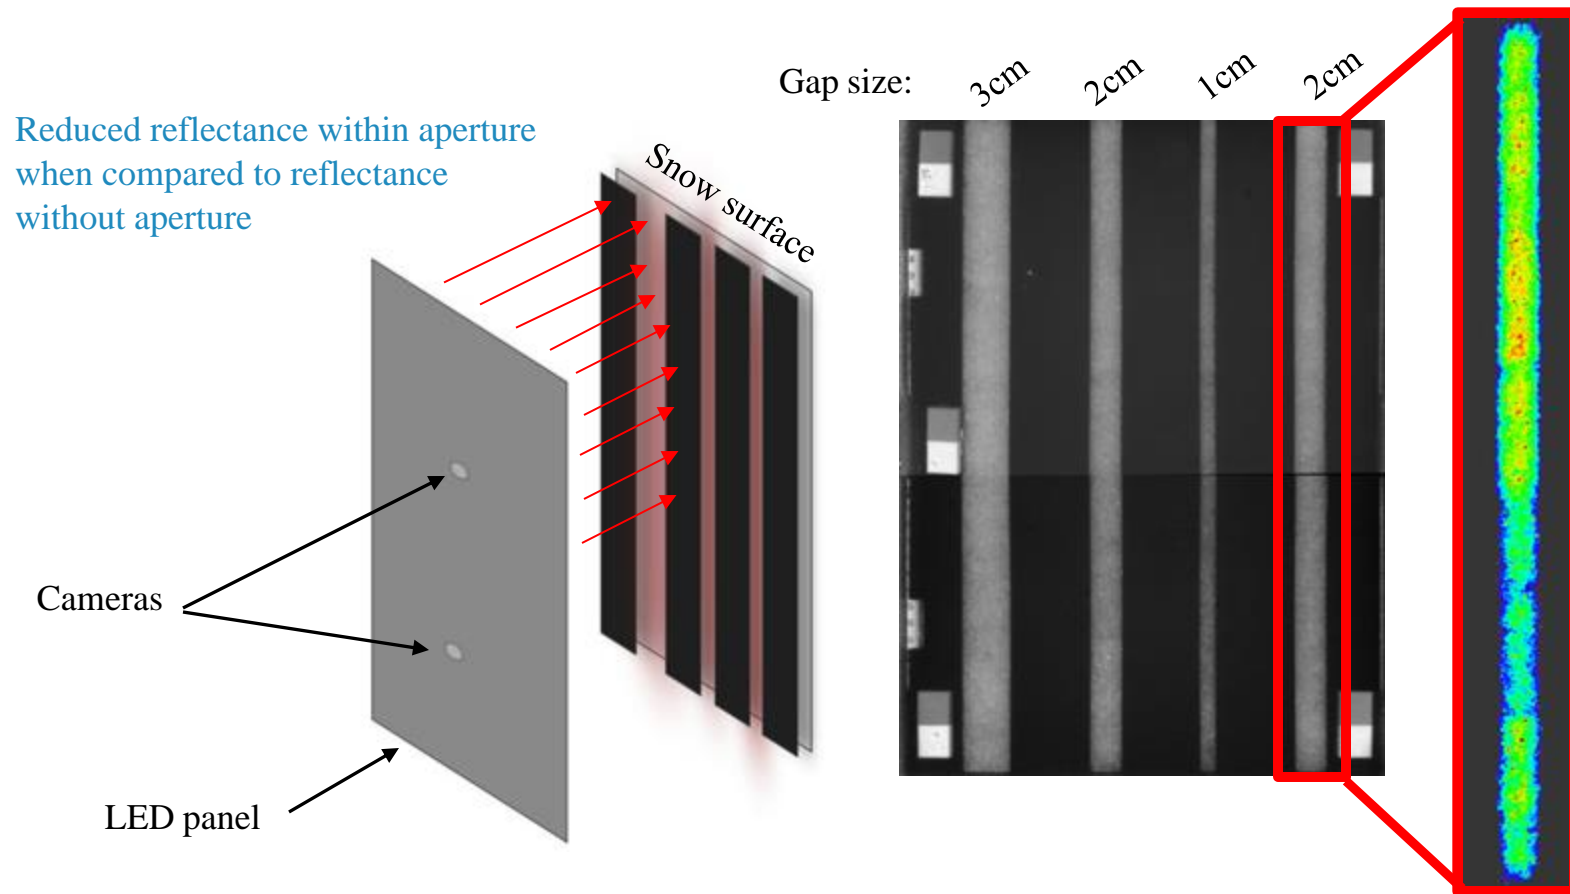 Gap size:
3cm
2cm
1cm
2cm
Reduced reflectance within aperture
when compared to reflectance
without aperture
Snow surface
Cameras
LED panel